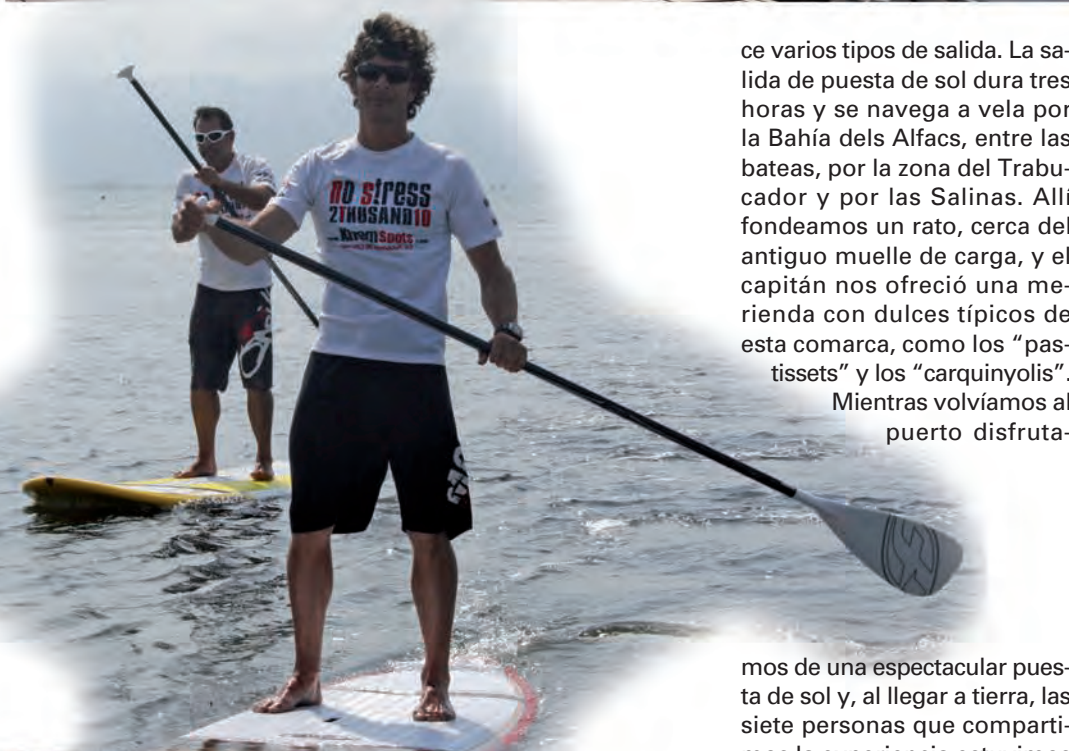 ce varios tipos de salida. La sa-
lida de puesta de sol dura tres
horas y se navega a vela por
la Bahía dels Alfacs, entre las
bateas, por la zona del Trabu-
cador y por las Salinas. Allí
fondeamos un rato, cerca del
antiguo muelle de carga, y el
capitán nos ofreció una me-
rienda con dulces típicos de
esta comarca, como los “pas-
tissets” y los “carquinyolis”.
Mientras volvíamos al
puerto disfruta-
mos de una espectacular pues-
ta de sol y, al llegar a tierra, las
siete personas que comparti-
no stress
2THOUSAND10